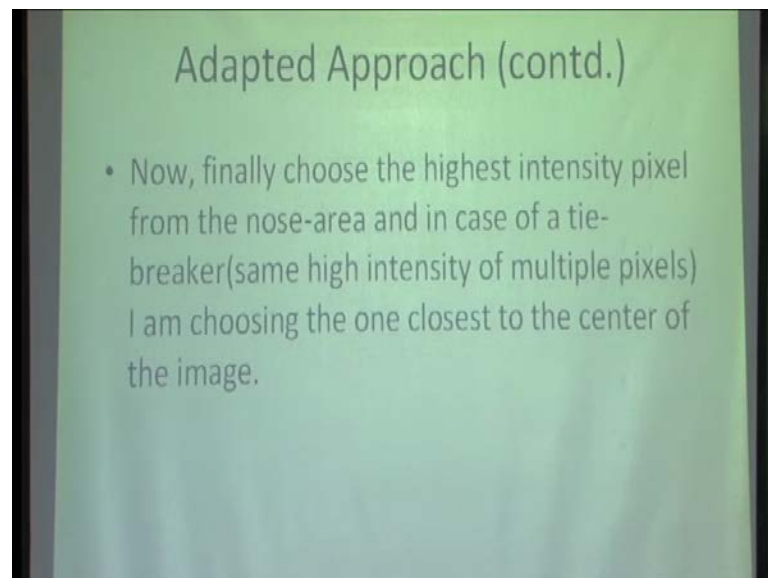 Adapted Approach (contd.)
• Now, finally choose the highest intensity pixel
from the nose-area and in case of a tie-
breaker(same high intensity of multiple pixels)
I am choosing the one closest to the center of
the image.